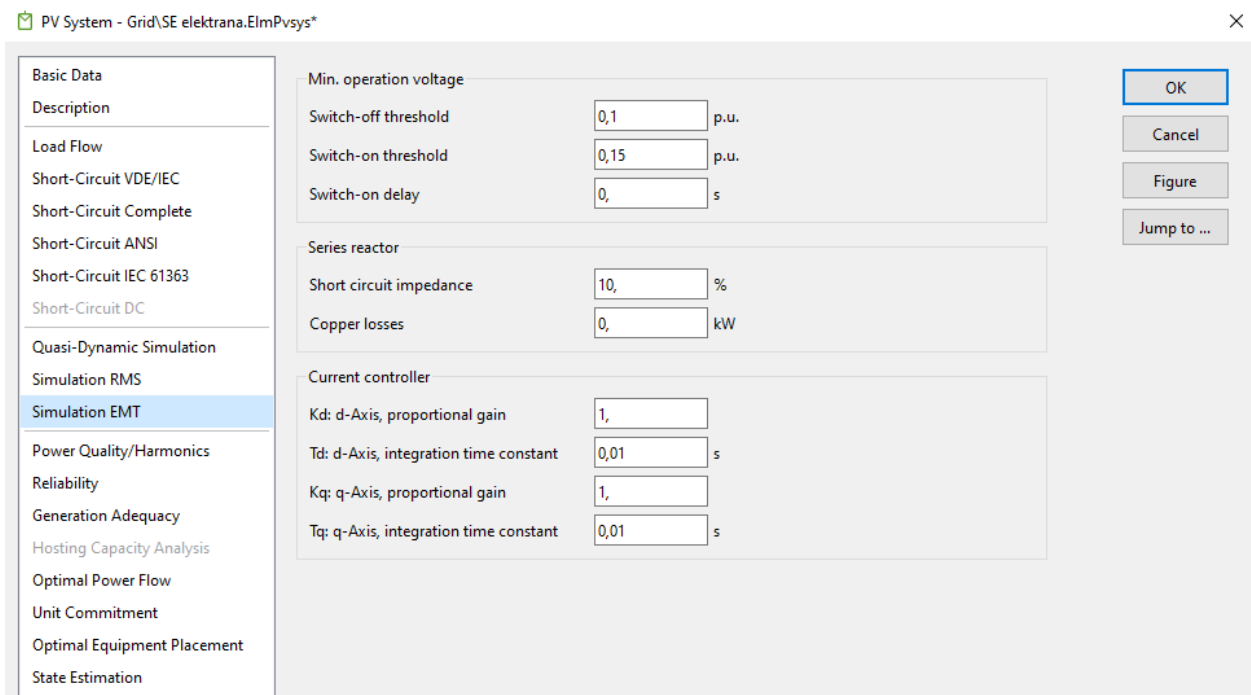 PV System - Grid\SE elektrana.ElmPvsys*
Basic Data
Description
Load Flow
Short-Circuit VDE/IEC
Short-Circuit Complete
Short-Circuit ANSI
Short-Circuit IEC 61363
Short-Circuit DC
Quasi-Dynamic Simulation
Simulation RMS
Simulation EMT
Power Quality/Harmonics
Reliability
Generation Adequacy
Hosting Capacity Analysis
Optimal Power Flow
Unit Commitment
Optimal Equipment Placement
State Estimation
Min. operation voltage
Switch-off threshold 0,1 p.u.
Switch-on threshold 0,15 p.u.
Switch-on delay 0, s
Series reactor
Short circuit impedance 10, %
Copper losses 0, kW
Current controller
Kd: d-Axis, proportional gain 1,
Td: d-Axis, integration time constant 0,01 s
Kq: q-Axis, proportional gain 1,
Tq: q-Axis, integration time constant 0,01 s
OK
Cancel
Figure
Jump to ...